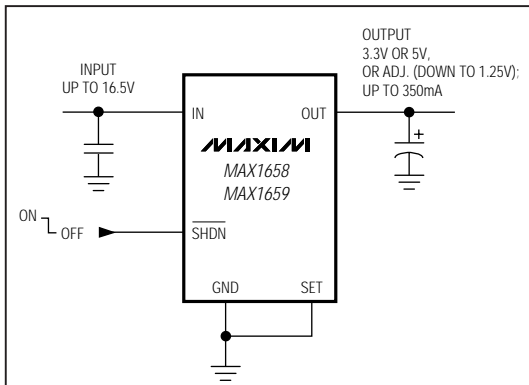 INPUT
UP TO 16.5V
OUTPUT
3.3V OR 5V,
OR ADJ. (DOWN TO 1.25V);
UP TO 350mA
IN
OUT
+
MAXIM
MAX1658
MAX1659
ON
OFF
SHDN
GND
SET